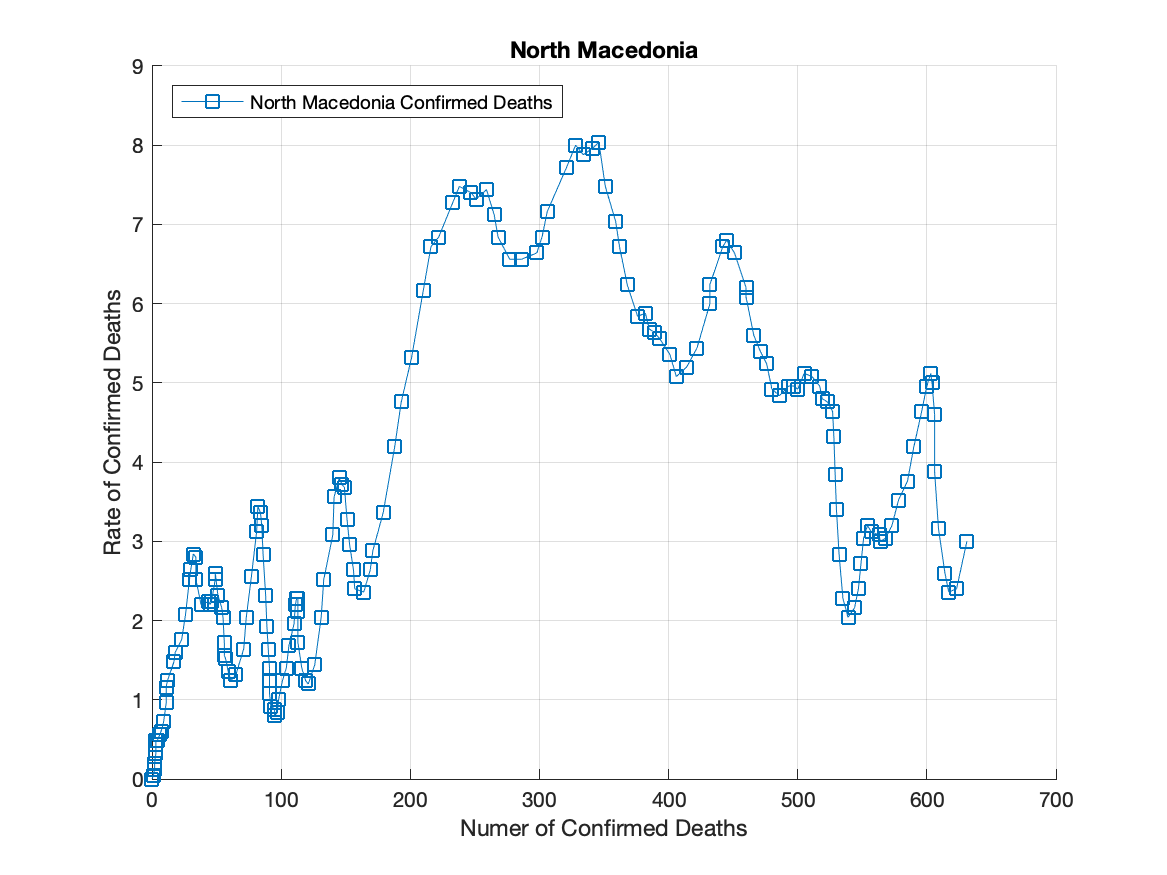 North Macedonia
9
8
7
6
5
4
3
2
1
0
North Macedonia Confirmed Deaths
Rate of Confirmed Deaths
0 100 200 300 400 500 600 700
Numer of Confirmed Deaths